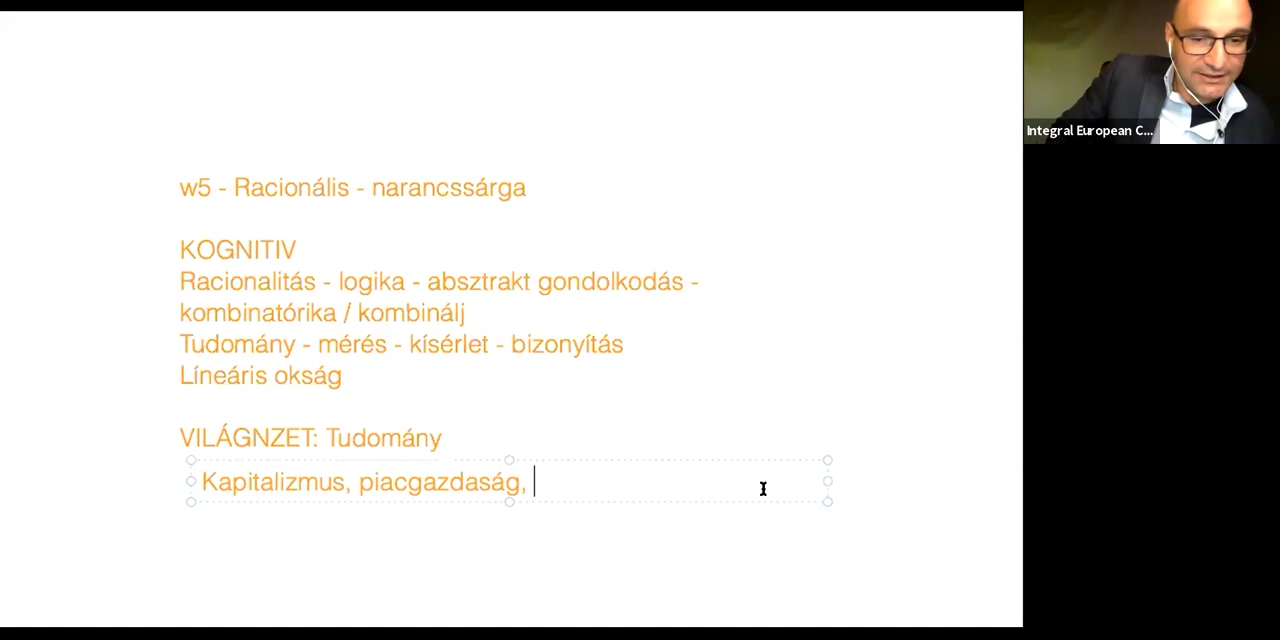 w5 - Racionális - narancssárga
KOGNITIV
Racionalitás - logika - absztrakt gondolkodás -
kombinatórika / kombinálj
Tudomány - mérés - kísérlet - bizonyítás
Líneáris okság
VILÁGNZET: Tudomány
Kapitalizmus, piacgazdaság,
Integral European C...